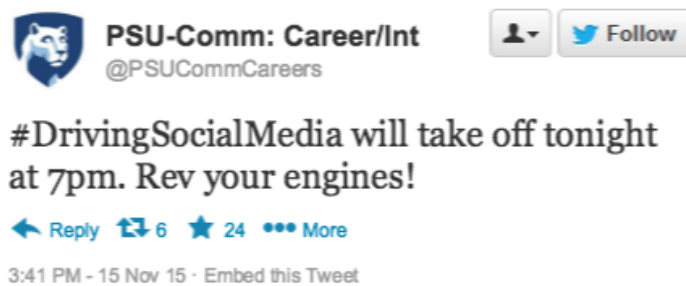 PSU-Comm: Career/Int
Follow
@PSUCommCareers
#DrivingSocialMedia will take off tonight
at 7pm. Rev your engines!
Reply 6 24 More
3:41 PM - 15 Nov 15 · Embed this Tweet